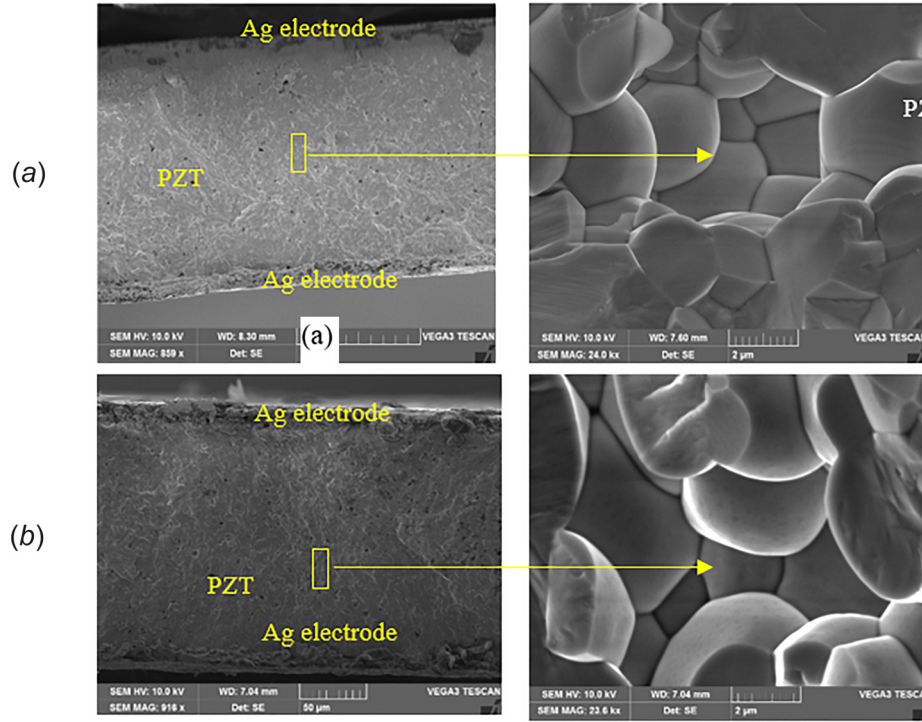 Ag electrode
(a)
PZT
Ag electrode
SEM HV: 10.0 kV WD: 8.30 mm VEGA3 TESCAN
(a)
SEM MAG: 859 x Det: SE
SEM HV: 10.0 kV WD: 7.60 mm VEGA3 TESCAN
SEM MAG: 24.0 kx Det: SE 2 µm
Ag electrode
(b)
PZT
Ag electrode
SEM HV: 10.0 kV WD: 7.04 mm VEGA3 TESCAN
SEM MAG: 916 x Det: SE 50 µm
SEM HV: 10.0 kV WD: 7.04 mm VEGA3 TESCAN
SEM MAG: 23.6 kx Det: SE 2 µm